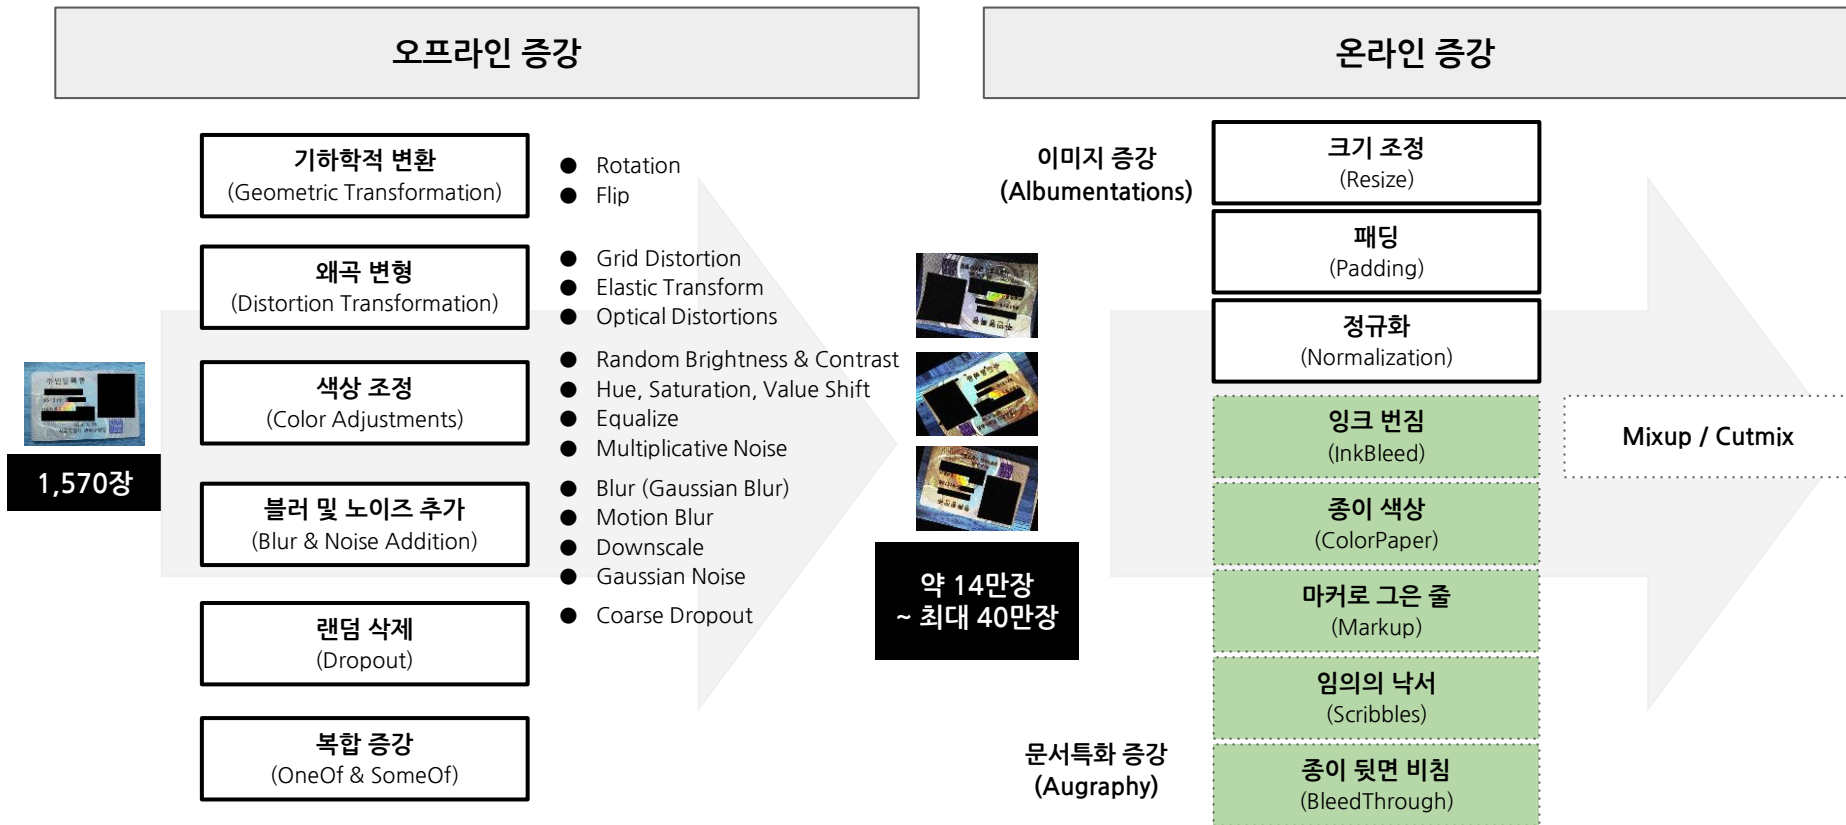 오프라인 증강
기하학적 변환
(Geometric Transformation)
● Rotation
● Flip
왜곡 변형
(Distortion Transformation)
● Grid Distortion
● Elastic Transform
● Optical Distortions
색상 조정
(Color Adjustments)
● Random Brightness & Contrast
● Hue, Saturation, Value Shift
● Equalize
● Multiplicative Noise
주민등록증
1,570장
블러 및 노이즈 추가
(Blur & Noise Addition)
● Blur (Gaussian Blur)
● Motion Blur
● Downscale
● Gaussian Noise
랜덤 삭제
(Dropout)
● Coarse Dropout
복합 증강
(OneOf & SomeOf)
약 14만장
~ 최대 40만장
온라인 증강
이미지 증강
(Albumentations)
크기 조정
(Resize)
패딩
(Padding)
정규화
(Normalization)
잉크 번짐
(InkBleed)
종이 색상
(ColorPaper)
마커로 그은 줄
(Markup)
임의의 낙서
(Scribbles)
문서특화 증강
(Augraphy)
종이 뒷면 비침
(BleedThrough)
Mixup / Cutmix